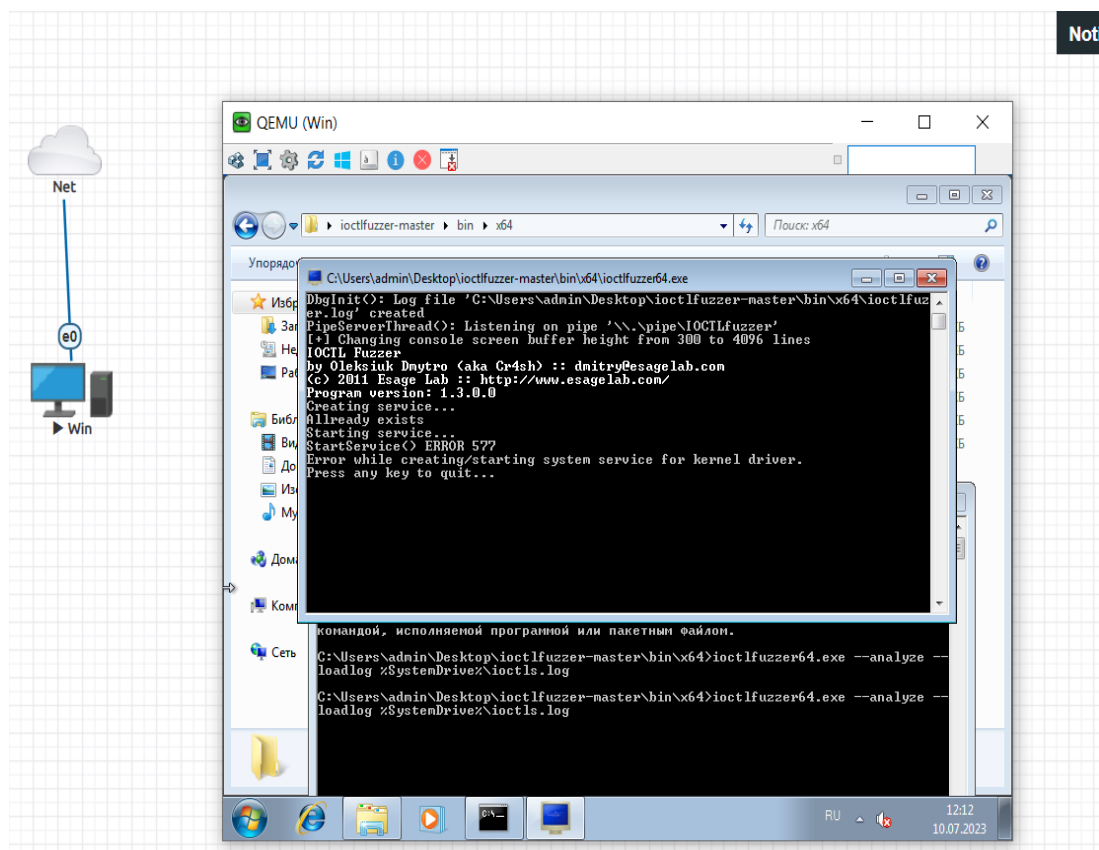 Noti
QEMU (Win)
Net
ioctlfuzzer-master
bin
x64
Поиск: x64
Упорядо
C:\Users\admin\Desktop\ioctlfuzzer-master\bin\x64\ioctlfuzzer64.exe
DbgInit(): Log file 'C:\Users\admin\Desktop\ioctlfuzzer-master\bin\x64\ioctlfuzz
er.log' created
PipeServerThread(): Listening on pipe '\\.\pipe\IOCTLfuzzer'
[+] Changing console screen buffer height from 300 to 4096 lines
IOCTL Fuzzer
by Oleksiuk Dmytro (aka Cr4sh) :: dmitry@esagelab.com
(c) 2011 Esage Lab :: http://www.esagelab.com/
Program version: 1.3.0.0
Creating service...
Allready exists
Starting service...
StartService() ERROR 577
Error while creating/starting system service for kernel driver.
Press any key to quit...
Избр
Заг
Не
Раб
Библ
Ви
До
Изо
Му
Дома
Комп
Сеть
e0
Win
командой, исполняемой программой или пакетным файлом.
C:\Users\admin\Desktop\ioctlfuzzer-master\bin\x64>ioctlfuzzer64.exe --analyze --
loadlog %SystemDrive%\ioctls.log
C:\Users\admin\Desktop\ioctlfuzzer-master\bin\x64>ioctlfuzzer64.exe --analyze --
loadlog %SystemDrive%\ioctls.log
RU
12:12
10.07.2023